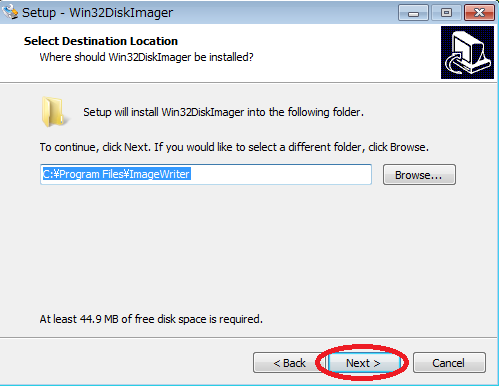 Setup - Win32DiskImager
Select Destination Location
Where should Win32DiskImager be installed?
Setup will install Win32DiskImager into the following folder.
To continue, click Next. If you would like to select a different folder, click Browse.
C:¥Program Files¥ImageWriter
Browse...
At least 44.9 MB of free disk space is required.
< Back
Next >
Cancel